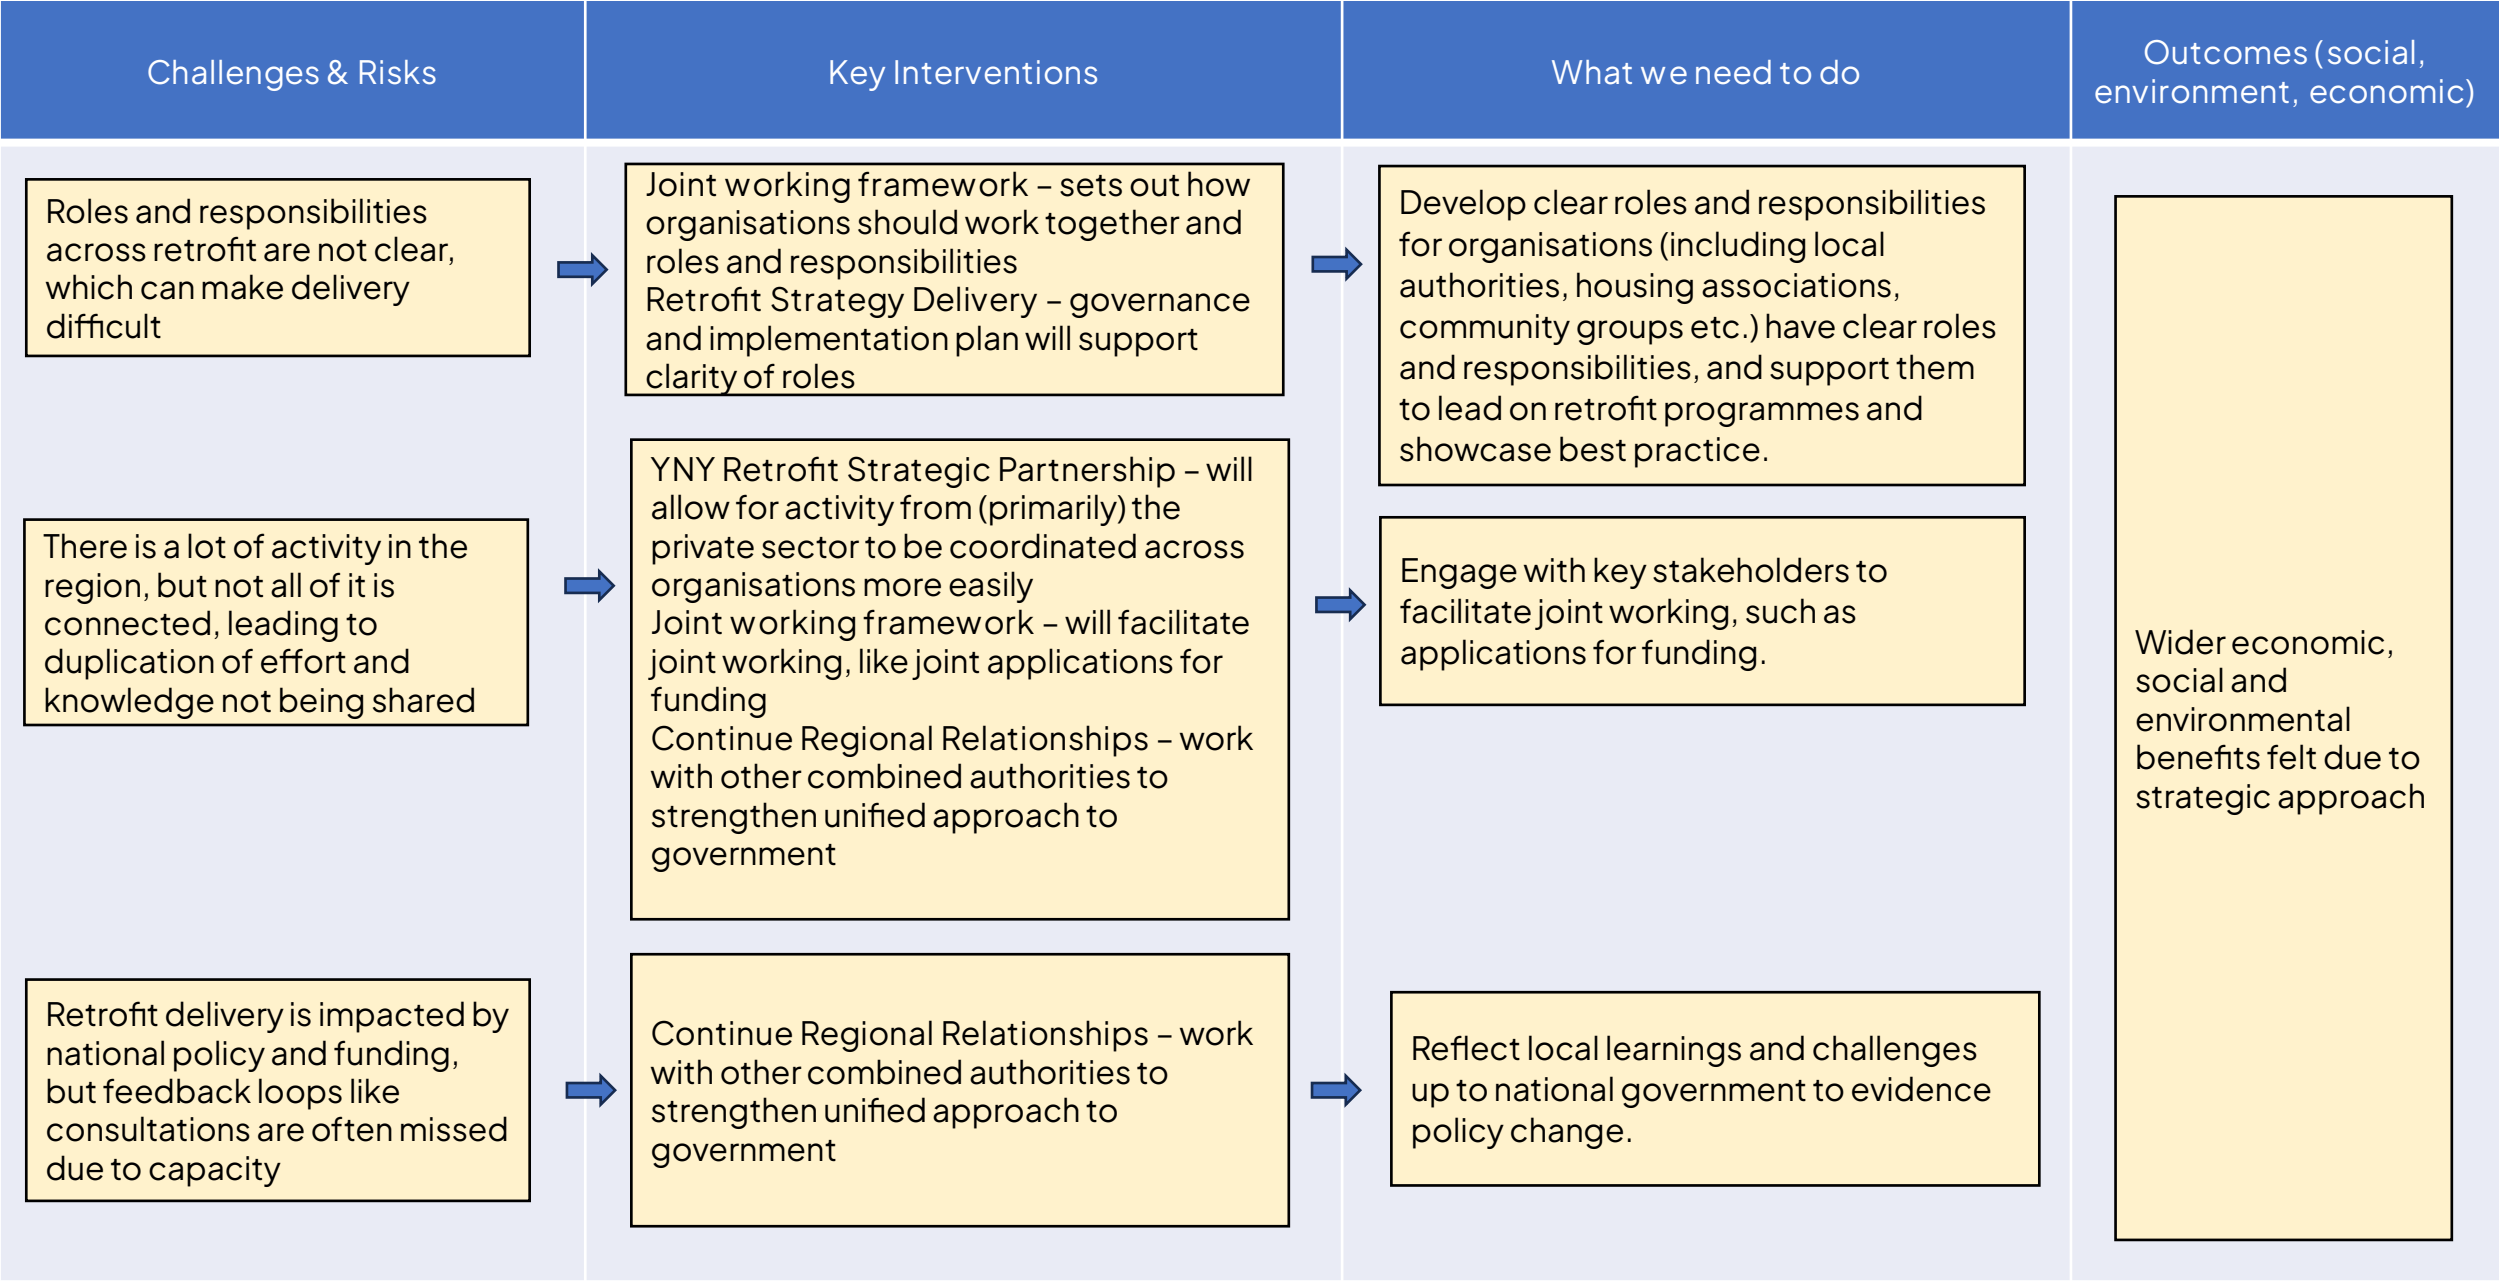 Challenges & Risks
Key Interventions
What we need to do
Outcomes (social,
environment, economic)
Roles and responsibilities
across retrofit are not clear,
which can make delivery
difficult
Joint working framework – sets out how
organisations should work together and
roles and responsibilities
Retrofit Strategy Delivery – governance
and implementation plan will support
clarity of roles
Develop clear roles and responsibilities
for organisations (including local
authorities, housing associations,
community groups etc.) have clear roles
and responsibilities, and support them
to lead on retrofit programmes and
showcase best practice.
There is a lot of activity in the
region, but not all of it is
connected, leading to
duplication of effort and
knowledge not being shared
YNY Retrofit Strategic Partnership – will
allow for activity from (primarily) the
private sector to be coordinated across
organisations more easily
Joint working framework – will facilitate
joint working, like joint applications for
funding
Continue Regional Relationships – work
with other combined authorities to
strengthen unified approach to
government
Engage with key stakeholders to
facilitate joint working, such as
applications for funding.
Retrofit delivery is impacted by
national policy and funding,
but feedback loops like
consultations are often missed
due to capacity
Continue Regional Relationships – work
with other combined authorities to
strengthen unified approach to
government
Reflect local learnings and challenges
up to national government to evidence
policy change.
Wider economic,
social and
environmental
benefits felt due to
strategic approach